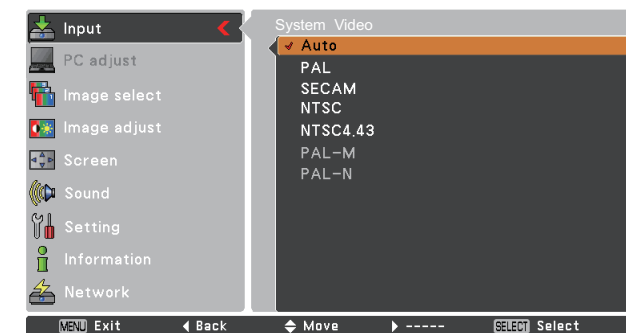 Input
PC adjust
Image select
Image adjust
Screen
Sound
Setting
Information
Network
System Video
Auto
PAL
SECAM
NTSC
NTSC4.43
PAL-M
PAL-N
MENU Exit
Back
Move
-----
SELECT Select